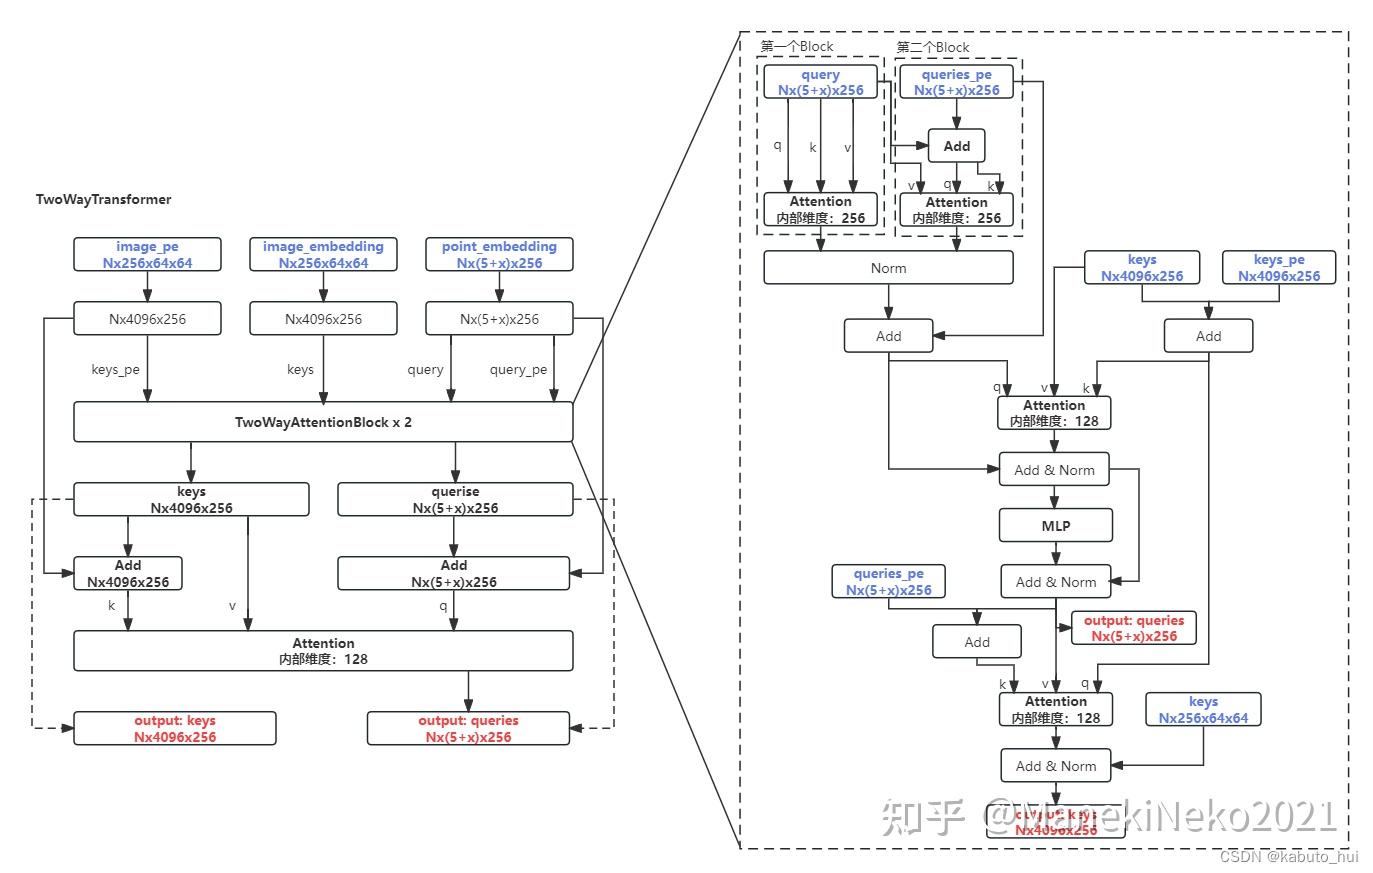 TwoWayTransformer
image_pe
Nx256x64x64
image_embedding
Nx256x64x64
point_embedding
Nx(5+x)x256
Nx4096x256
Nx4096x256
Nx(5+x)x256
keys_pe
keys
query
query_pe
TwoWayAttentionBlock x 2
keys
Nx4096x256
querise
Nx(5+x)x256
Add
Nx4096x256
Add
Nx(5+x)x256
k
v
q
Attention
内部维度：128
output: keys
Nx4096x256
output: queries
Nx(5+x)x256
第一个Block
第二个Block
query
Nx(5+x)x256
queries_pe
Nx(5+x)x256
q
k
v
Add
v
q
k
Attention
内部维度：256
Attention
内部维度：256
Norm
keys
Nx4096x256
keys_pe
Nx4096x256
Add
Add
q
v
k
Attention
内部维度：128
Add & Norm
MLP
queries_pe
Nx(5+x)x256
Add & Norm
output: queries
Nx(5+x)x256
Add
k
v
q
Attention
内部维度：128
keys
Nx256x64x64
Add & Norm
output: keys
Nx4096x256
知乎 @ManekiNeko2021
CSDN @kabuto_hui